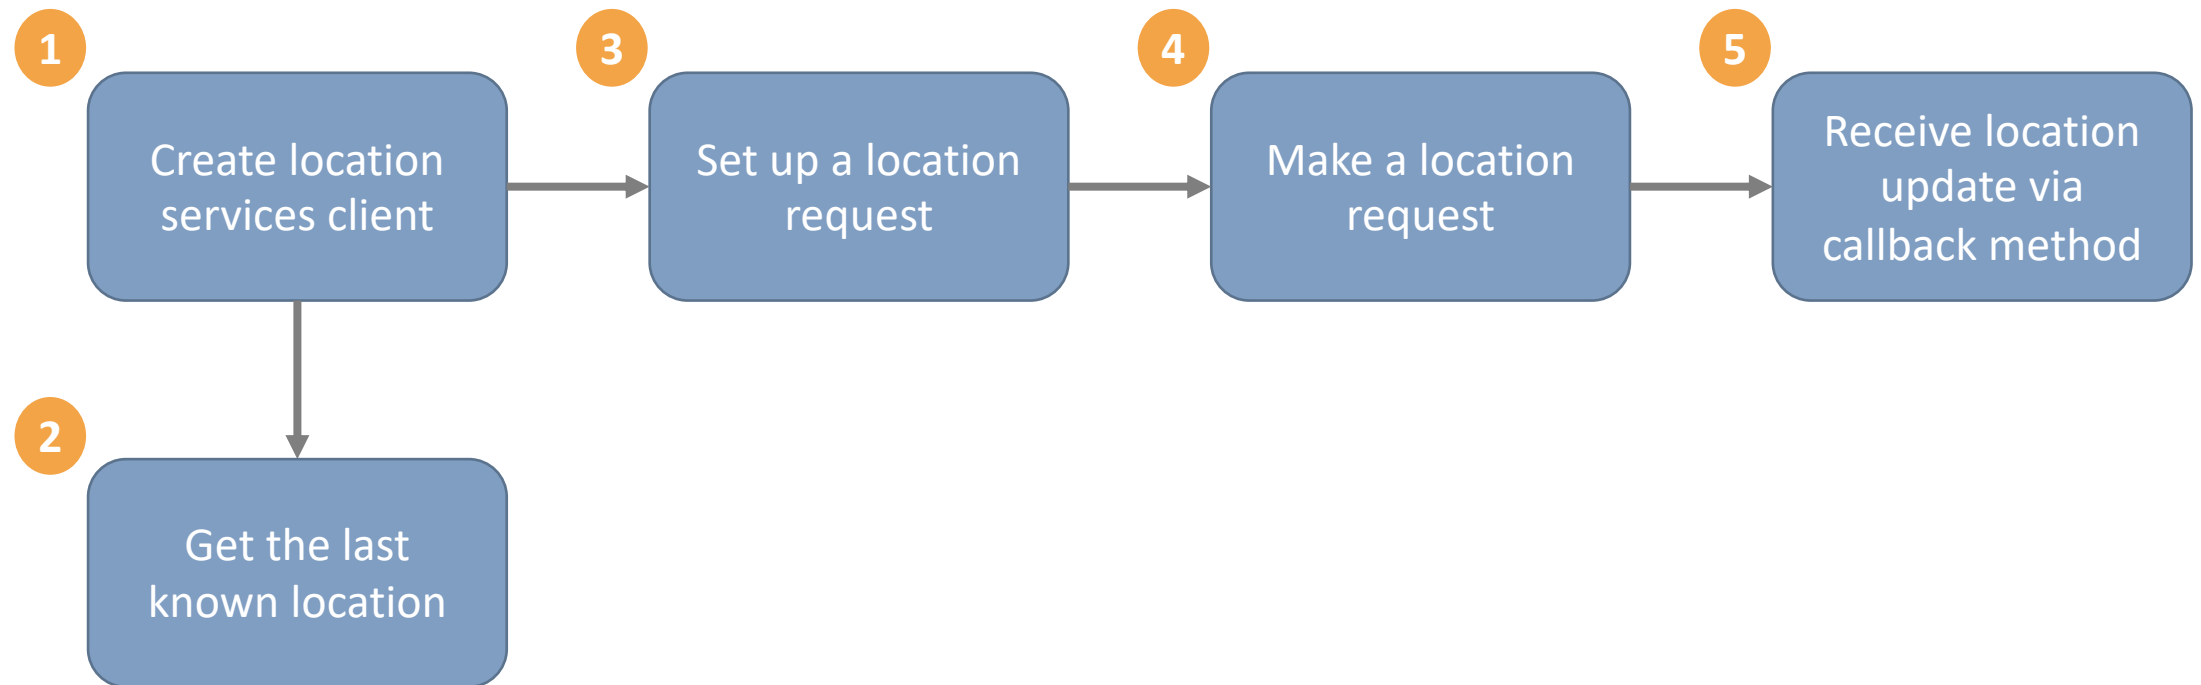 1
Create location
services client
3
Set up a location
request
4
Make a location
request
5
Receive location
update via
callback method
2
Get the last
known location